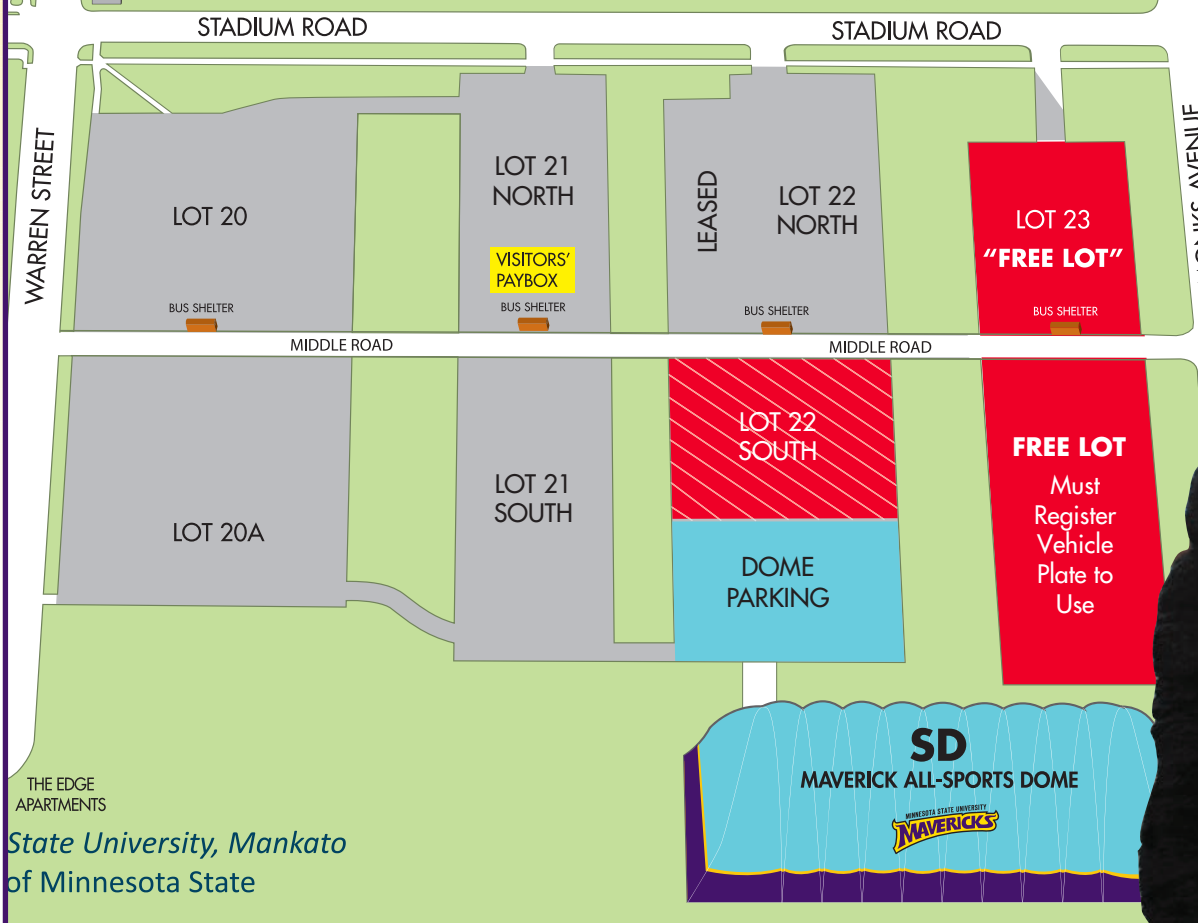 STADIUM ROAD
STADIUM ROAD
WARREN STREET
AVENUE
LOT 20
LOT 21
NORTH
LEASED
LOT 22
NORTH
LOT 23
“FREE LOT”
VISITORS’
PAYBOX
BUS SHELTER
BUS SHELTER
BUS SHELTER
BUS SHELTER
MIDDLE ROAD
MIDDLE ROAD
LOT 20A
LOT 21
SOUTH
LOT 22
SOUTH
DOME
PARKING
FREE LOT
Must
Register
Vehicle
Plate to
Use
SD
MAVERICK ALL-SPORTS DOME
MINNESOTA STATE UNIVERSITY
MAVERICKS
THE EDGE
APARTMENTS
State University, Mankato
of Minnesota State